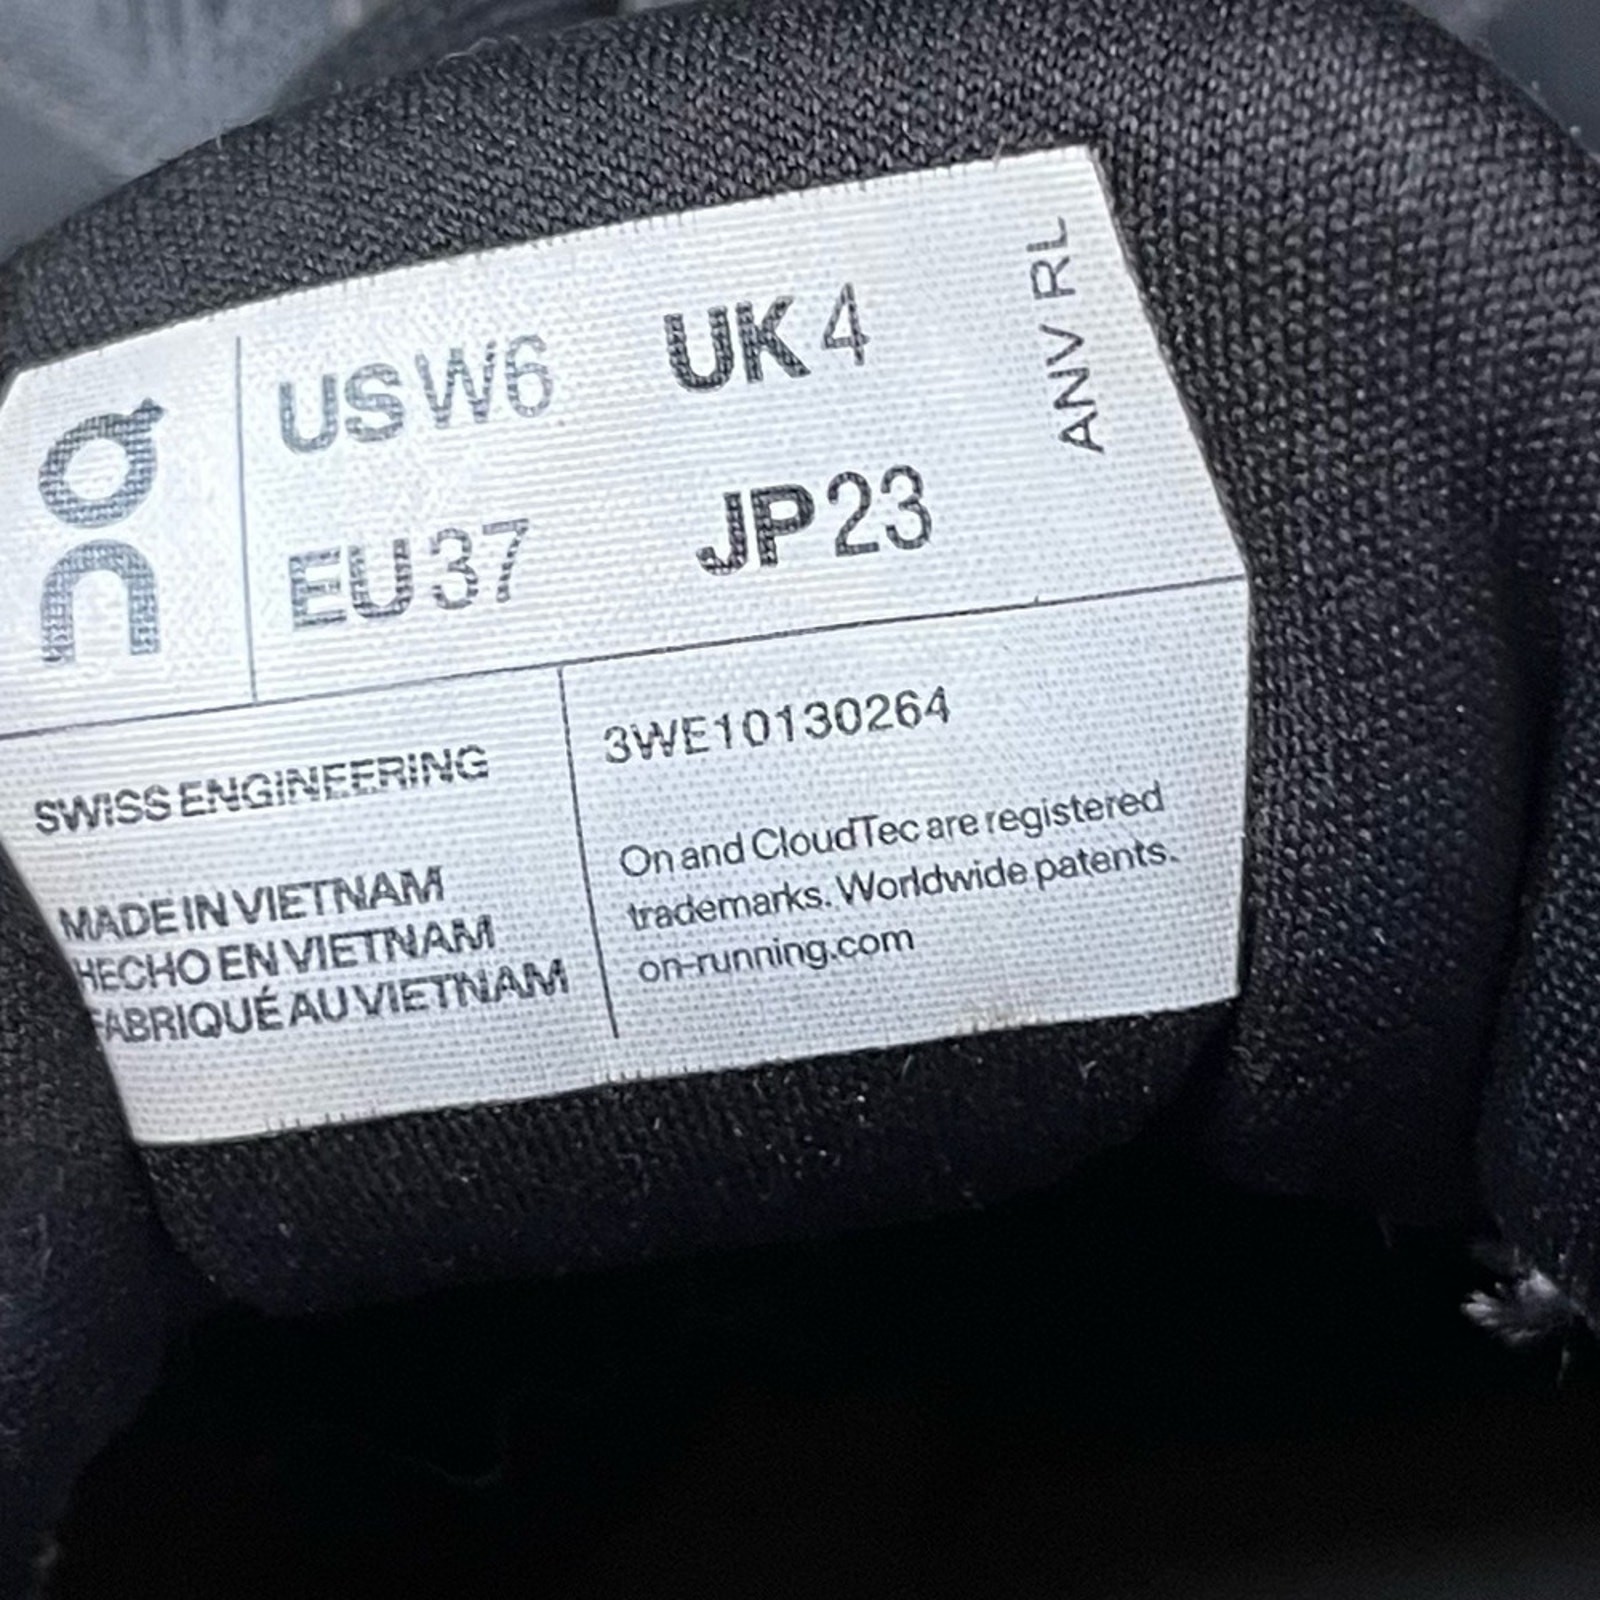 on
US W6 UK 4
EU 37 JP 23
ANV RL
SWISS ENGINEERING
MADE IN VIETNAM
HECHO EN VIETNAM
FABRIQUÉ AU VIETNAM
3WE10130264
On and CloudTec are registered
trademarks. Worldwide patents.
on-running.com